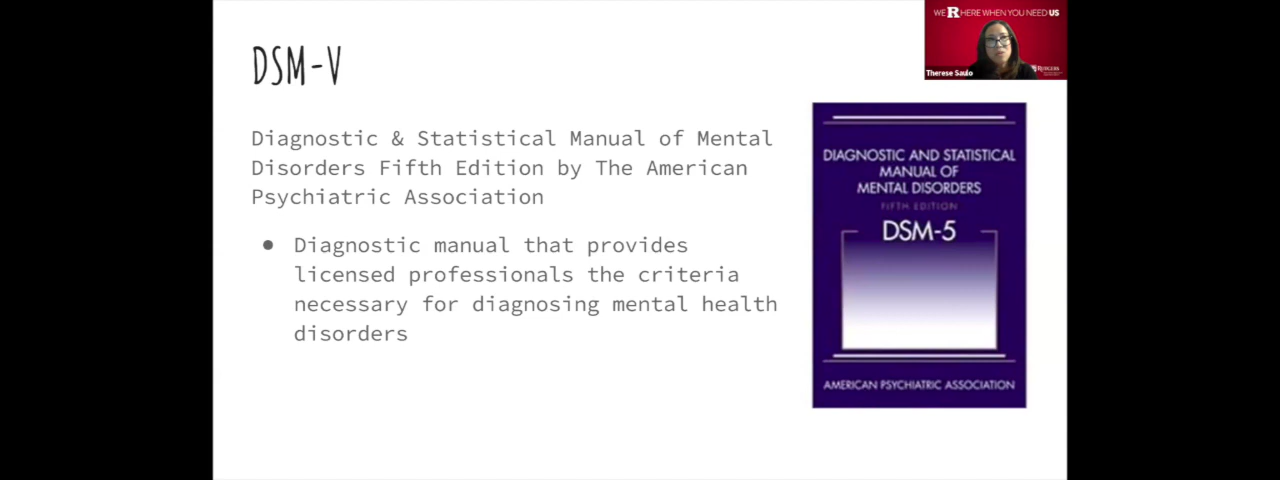 DSM-V
Diagnostic & Statistical Manual of Mental
Disorders Fifth Edition by The American
Psychiatric Association
● Diagnostic manual that provides
licensed professionals the criteria
necessary for diagnosing mental health
disorders
WE R HERE WHEN YOU NEED US
Therese Saulo
RUTGERS
DIAGNOSTIC AND STATISTICAL
MANUAL OF
MENTAL DISORDERS
FIFTH EDITION
DSM-5
AMERICAN PSYCHIATRIC ASSOCIATION